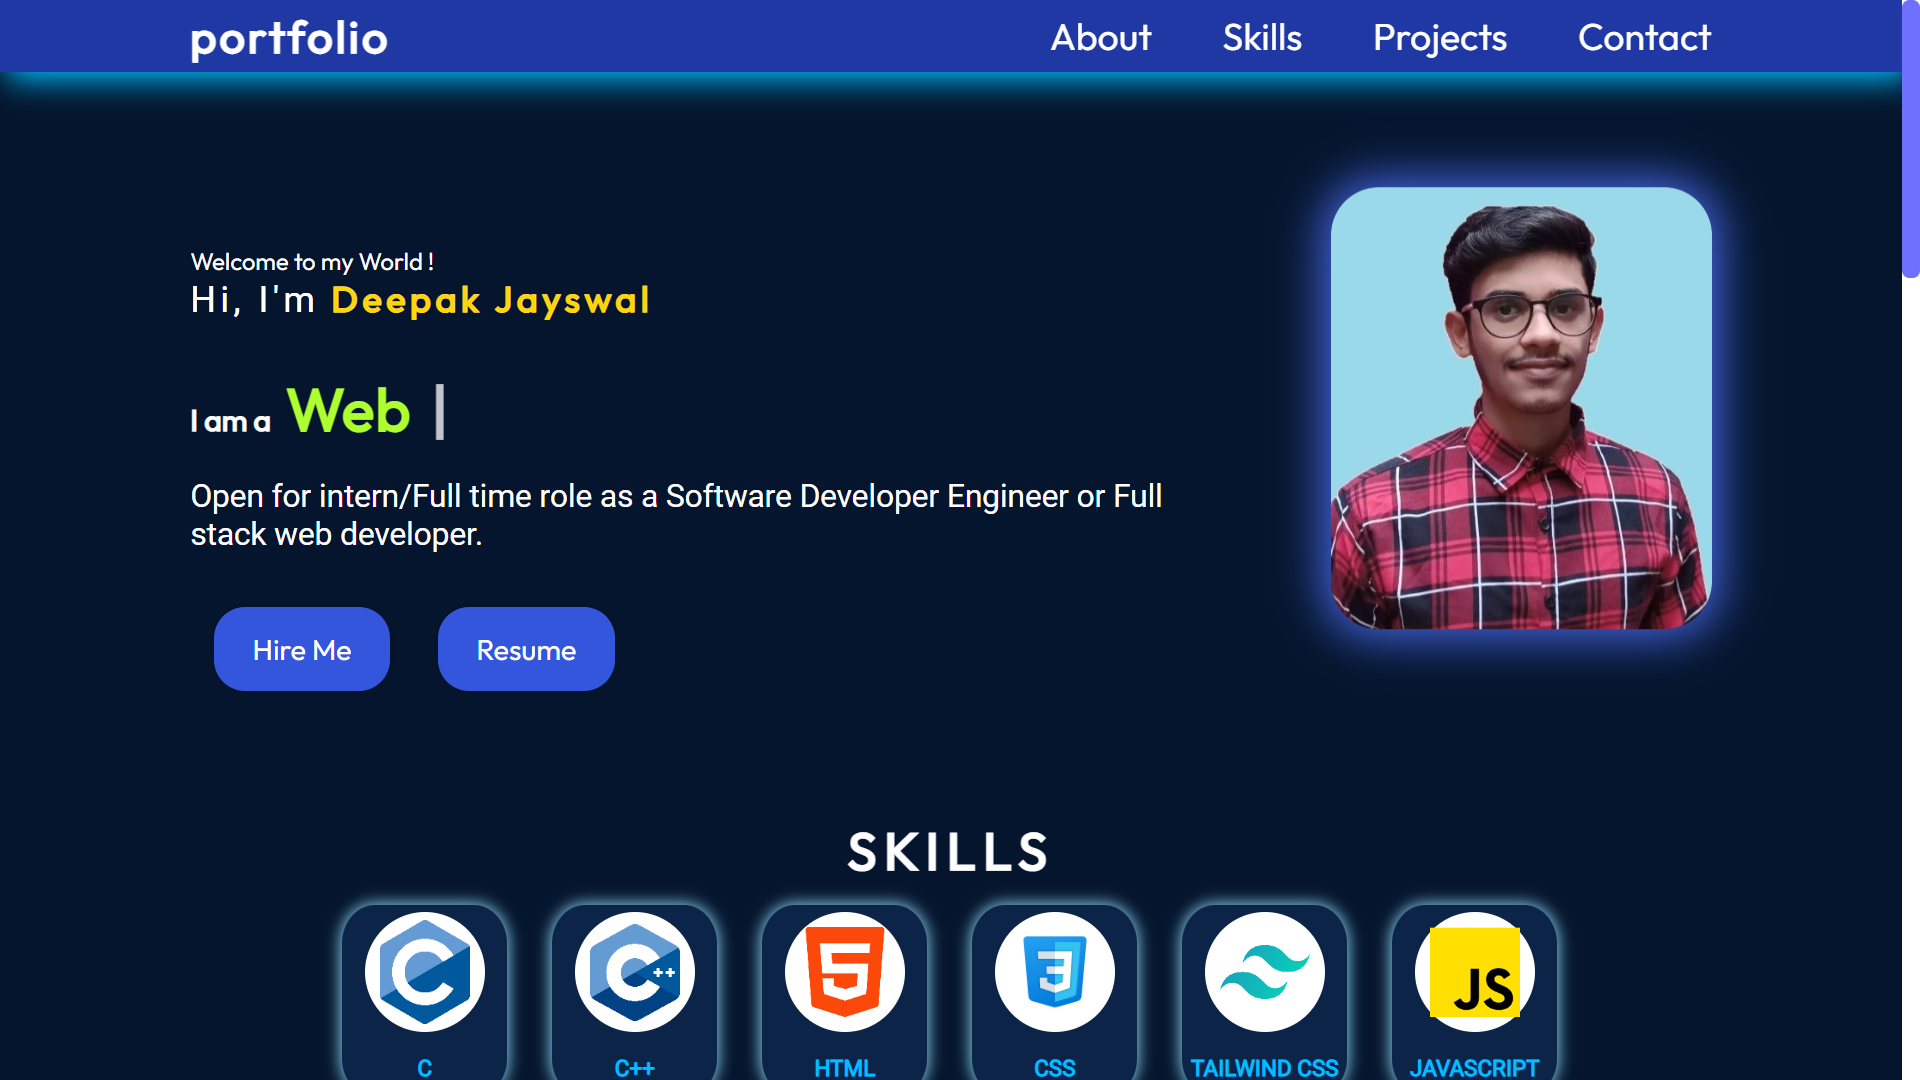 portfolio
About Skills Projects Contact
Welcome to my World !
Hi, I'm Deepak Jayswal
I am a Web |
Open for intern/Full time role as a Software Developer Engineer or Full
stack web developer.
Hire Me Resume
SKILLS
C C++ 5 3 JS
C C++ HTML CSS TAILWIND CSS JAVASCRIPT